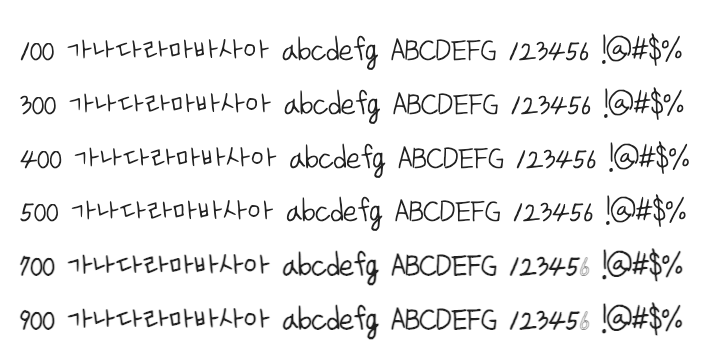 100 가나다라마바사아 abcdefg ABCDEFG 123456 !@#$%
300 가나다라마바사아 abcdefg ABCDEFG 123456 !@#$%
400 가나다라마바사아 abcdefg ABCDEFG 123456 !@#$%
500 가나다라마바사아 abcdefg ABCDEFG 123456 !@#$%
700 가나다라마바사아 abcdefg ABCDEFG 123456 !@#$%
900 가나다라마바사아 abcdefg ABCDEFG 123456 !@#$%